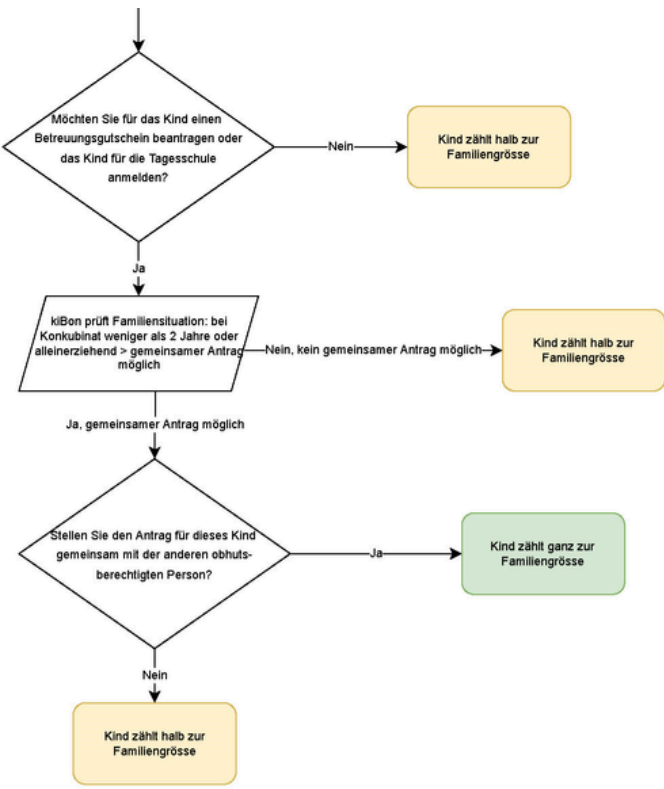 Möchten Sie für das Kind einen
Betreuungsgutschein beantragen oder
das Kind für die Tagesschule
anmelden?
Nein
Kind zählt halb zur
Familiengrösse
Ja
kiBon prüft Familiensituation: bei
Konkubinat weniger als 2 Jahre oder
alleinerziehend > gemeinsamer Antrag
möglich
Nein, kein gemeinsamer Antrag möglich
Kind zählt halb zur
Familiengrösse
Ja, gemeinsamer Antrag möglich
Stellen Sie den Antrag für dieses Kind
gemeinsam mit der anderen obhuts-
berechtigten Person?
Ja
Kind zählt ganz zur
Familiengrösse
Nein
Kind zählt halb zur
Familiengrösse